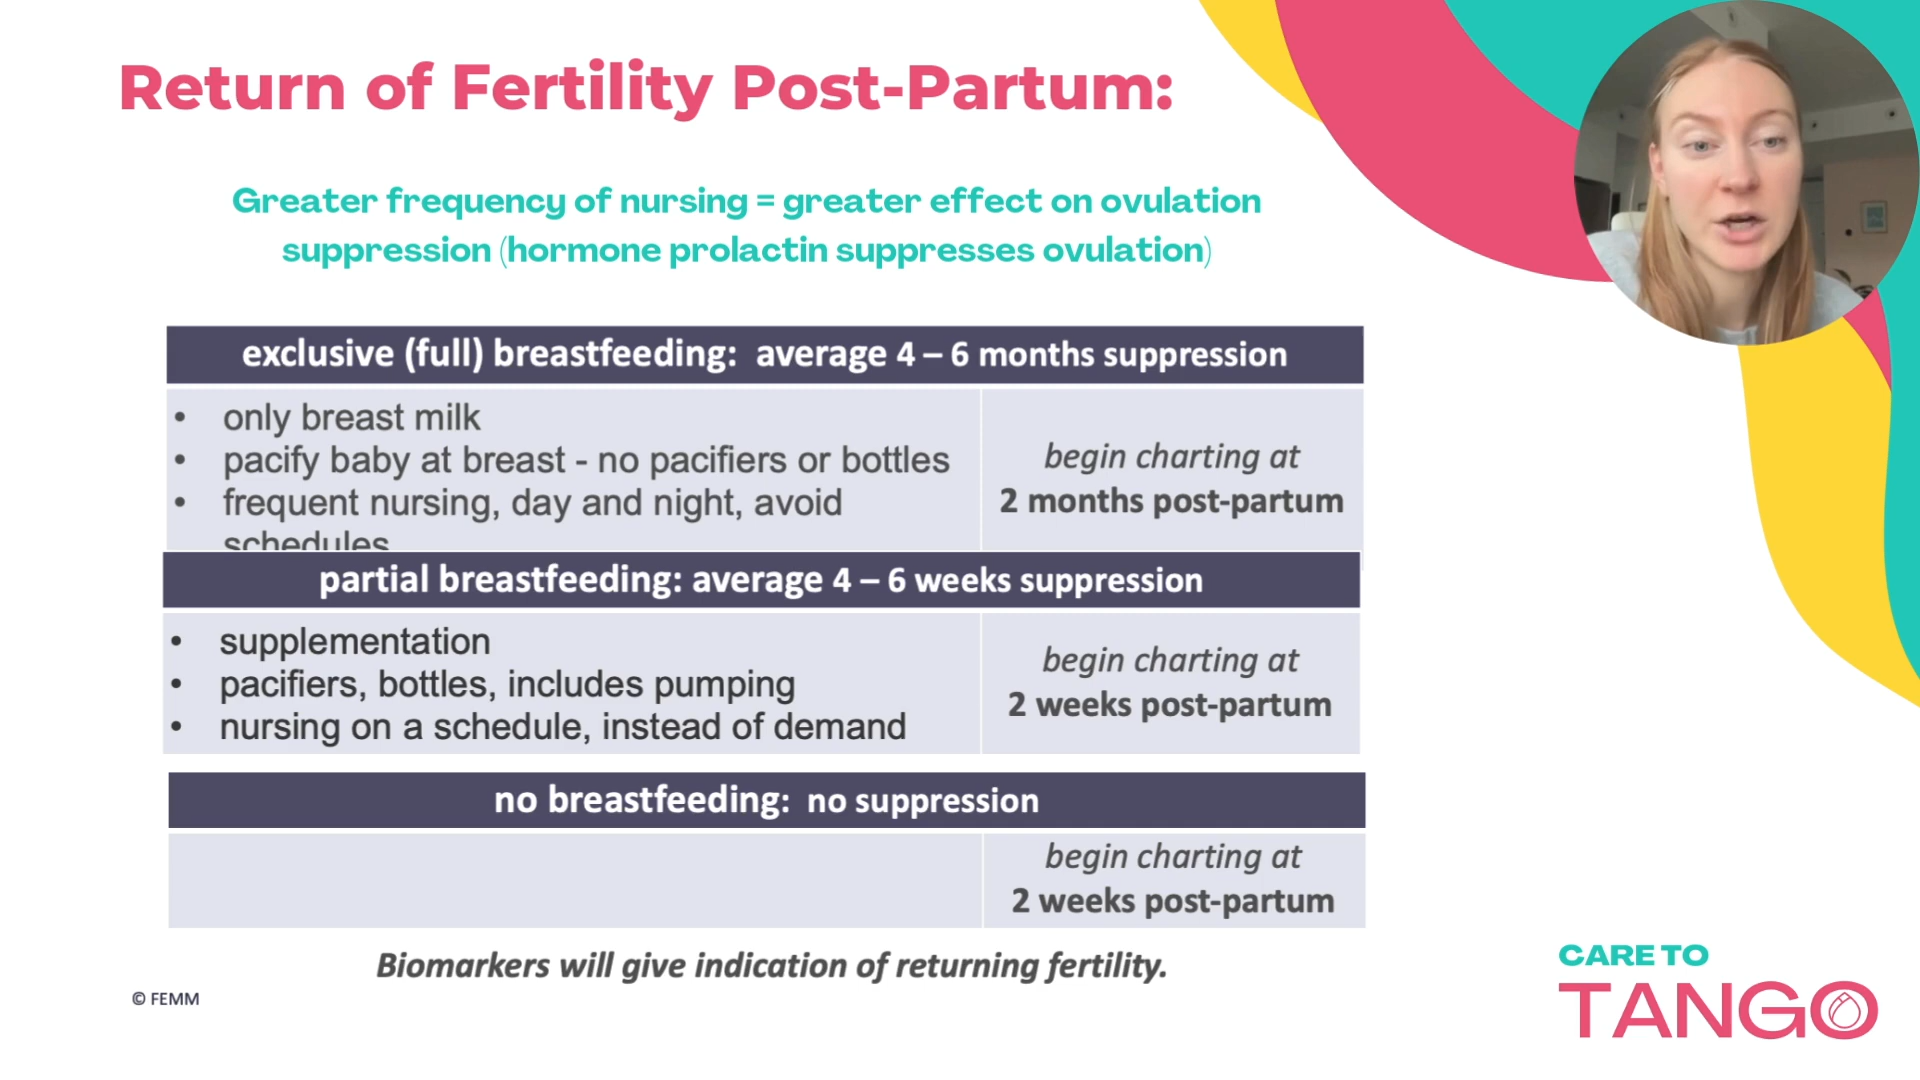 Return of Fertility Post-Partum:
Greater frequency of nursing = greater effect on ovulation
suppression (hormone prolactin suppresses ovulation)
exclusive (full) breastfeeding: average 4 – 6 months suppression
• only breast milk
• pacify baby at breast - no pacifiers or bottles
• frequent nursing, day and night, avoid
schedules
begin charting at
2 months post-partum
partial breastfeeding: average 4 – 6 weeks suppression
• supplementation
• pacifiers, bottles, includes pumping
• nursing on a schedule, instead of demand
begin charting at
2 weeks post-partum
no breastfeeding: no suppression
begin charting at
2 weeks post-partum
Biomarkers will give indication of returning fertility.
© FEMM
CARE TO
TANGO